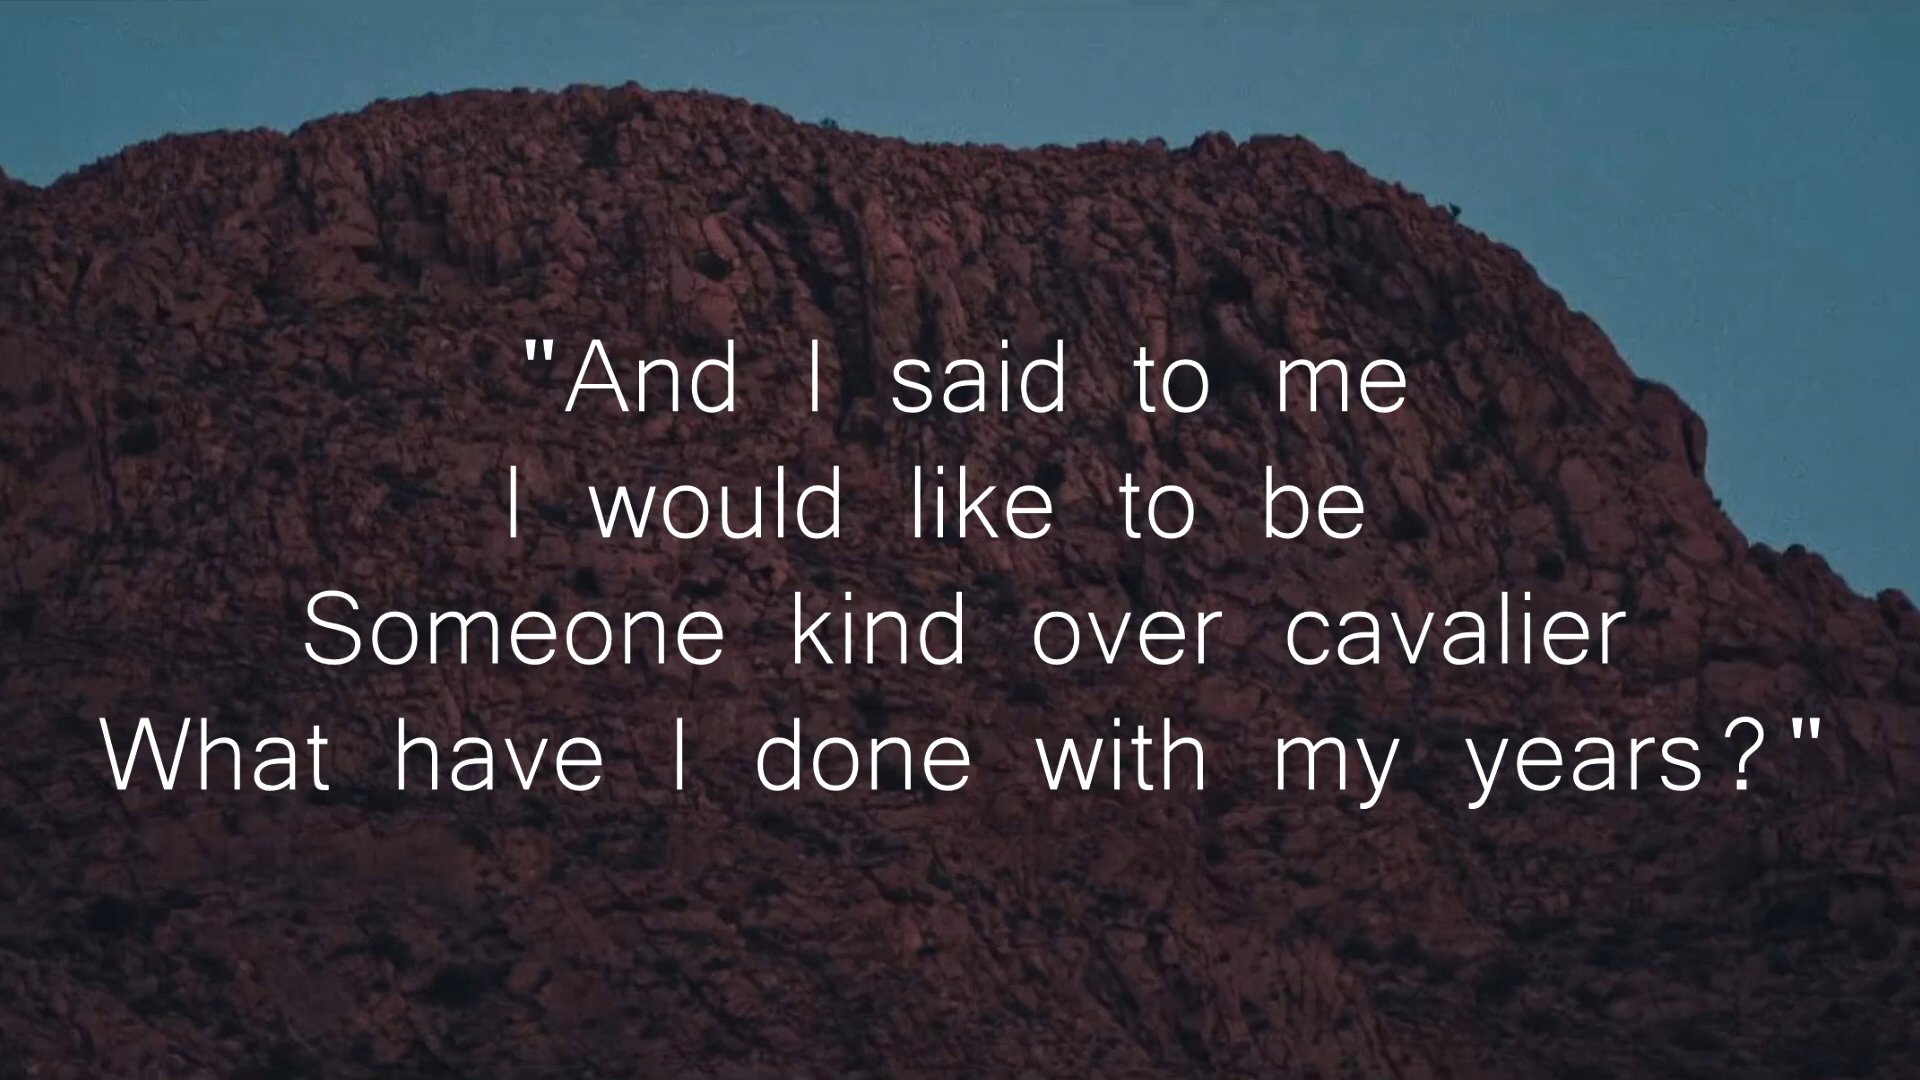 "And I said to me
I would like to be
Someone kind over cavalier
What have I done with my years?"